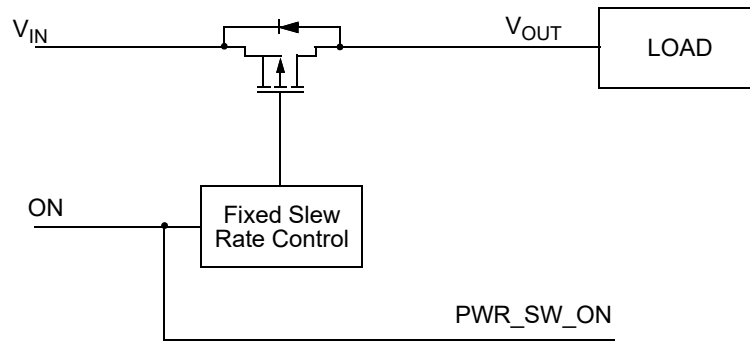 VIN
VOUT
LOAD
ON
Fixed Slew
Rate Control
PWR_SW_ON